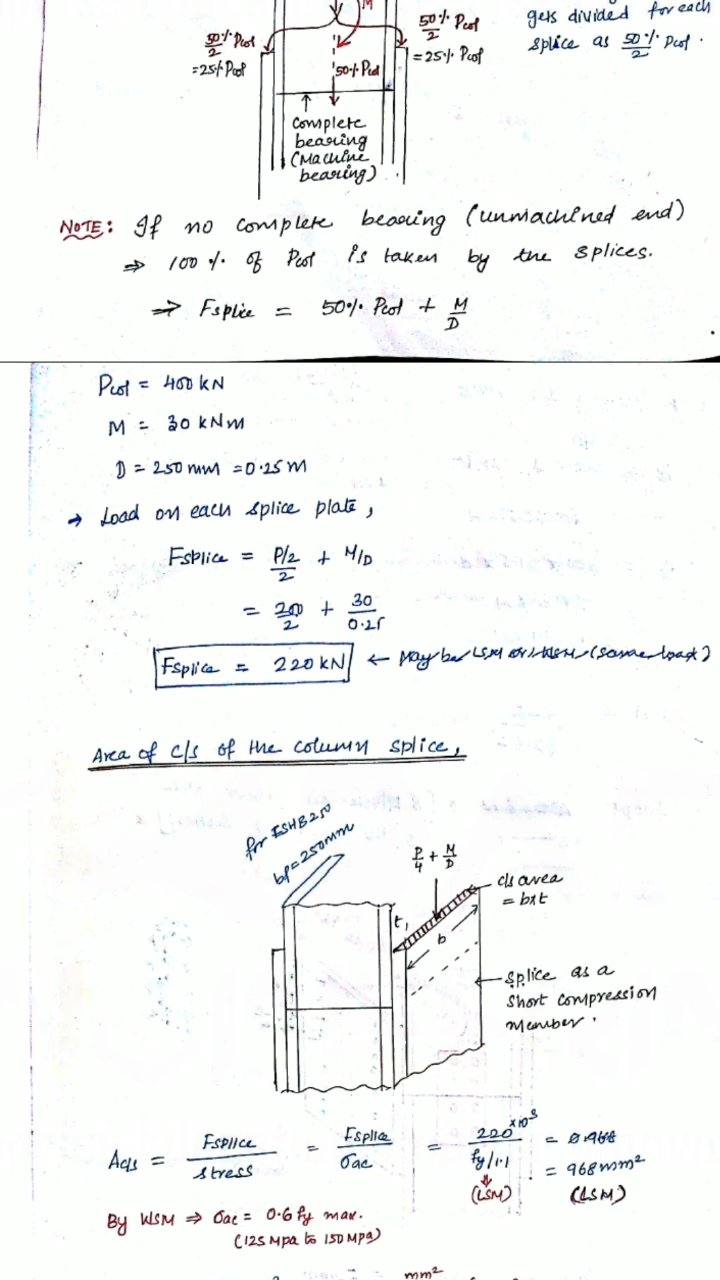 M
50% Pcol / 2 = 25% Pcol
50% Pcol
50% Pcol / 2 = 25% Pcol
gets divided for each
splice as 50%/2 Pcol.
Complete
bearing
(Machine
bearing)
NOTE: If no complete bearing (unmachined end)
⇒ 100% of Pcol is taken by the splices.
⇒ Fsplice = 50% Pcol + M/D
Pcol = 400 kN
M = 30 kNm
D = 250 mm = 0.25 m
→ Load on each splice plate,
Fsplice = P/2 / 2 + M/D
= 200/2 + 30/0.25
Fsplice = 220 kN ← May be LSM or WSM (same load)
Area of c/s of the column splice,
for ISHB250
bf = 250mm
P/4 + M/D
c/s area
= b×t
t,
b
splice as a
short compression
member.
Ac/s = Fsplice/stress = Fsplice/σac = 220×10³ / fy/1.1 = 0.968
= 968 mm²
(LSM)
(LSM)
By WSM ⇒ σac = 0.6 fy max.
(125 MPa to 150 MPa)
mm²